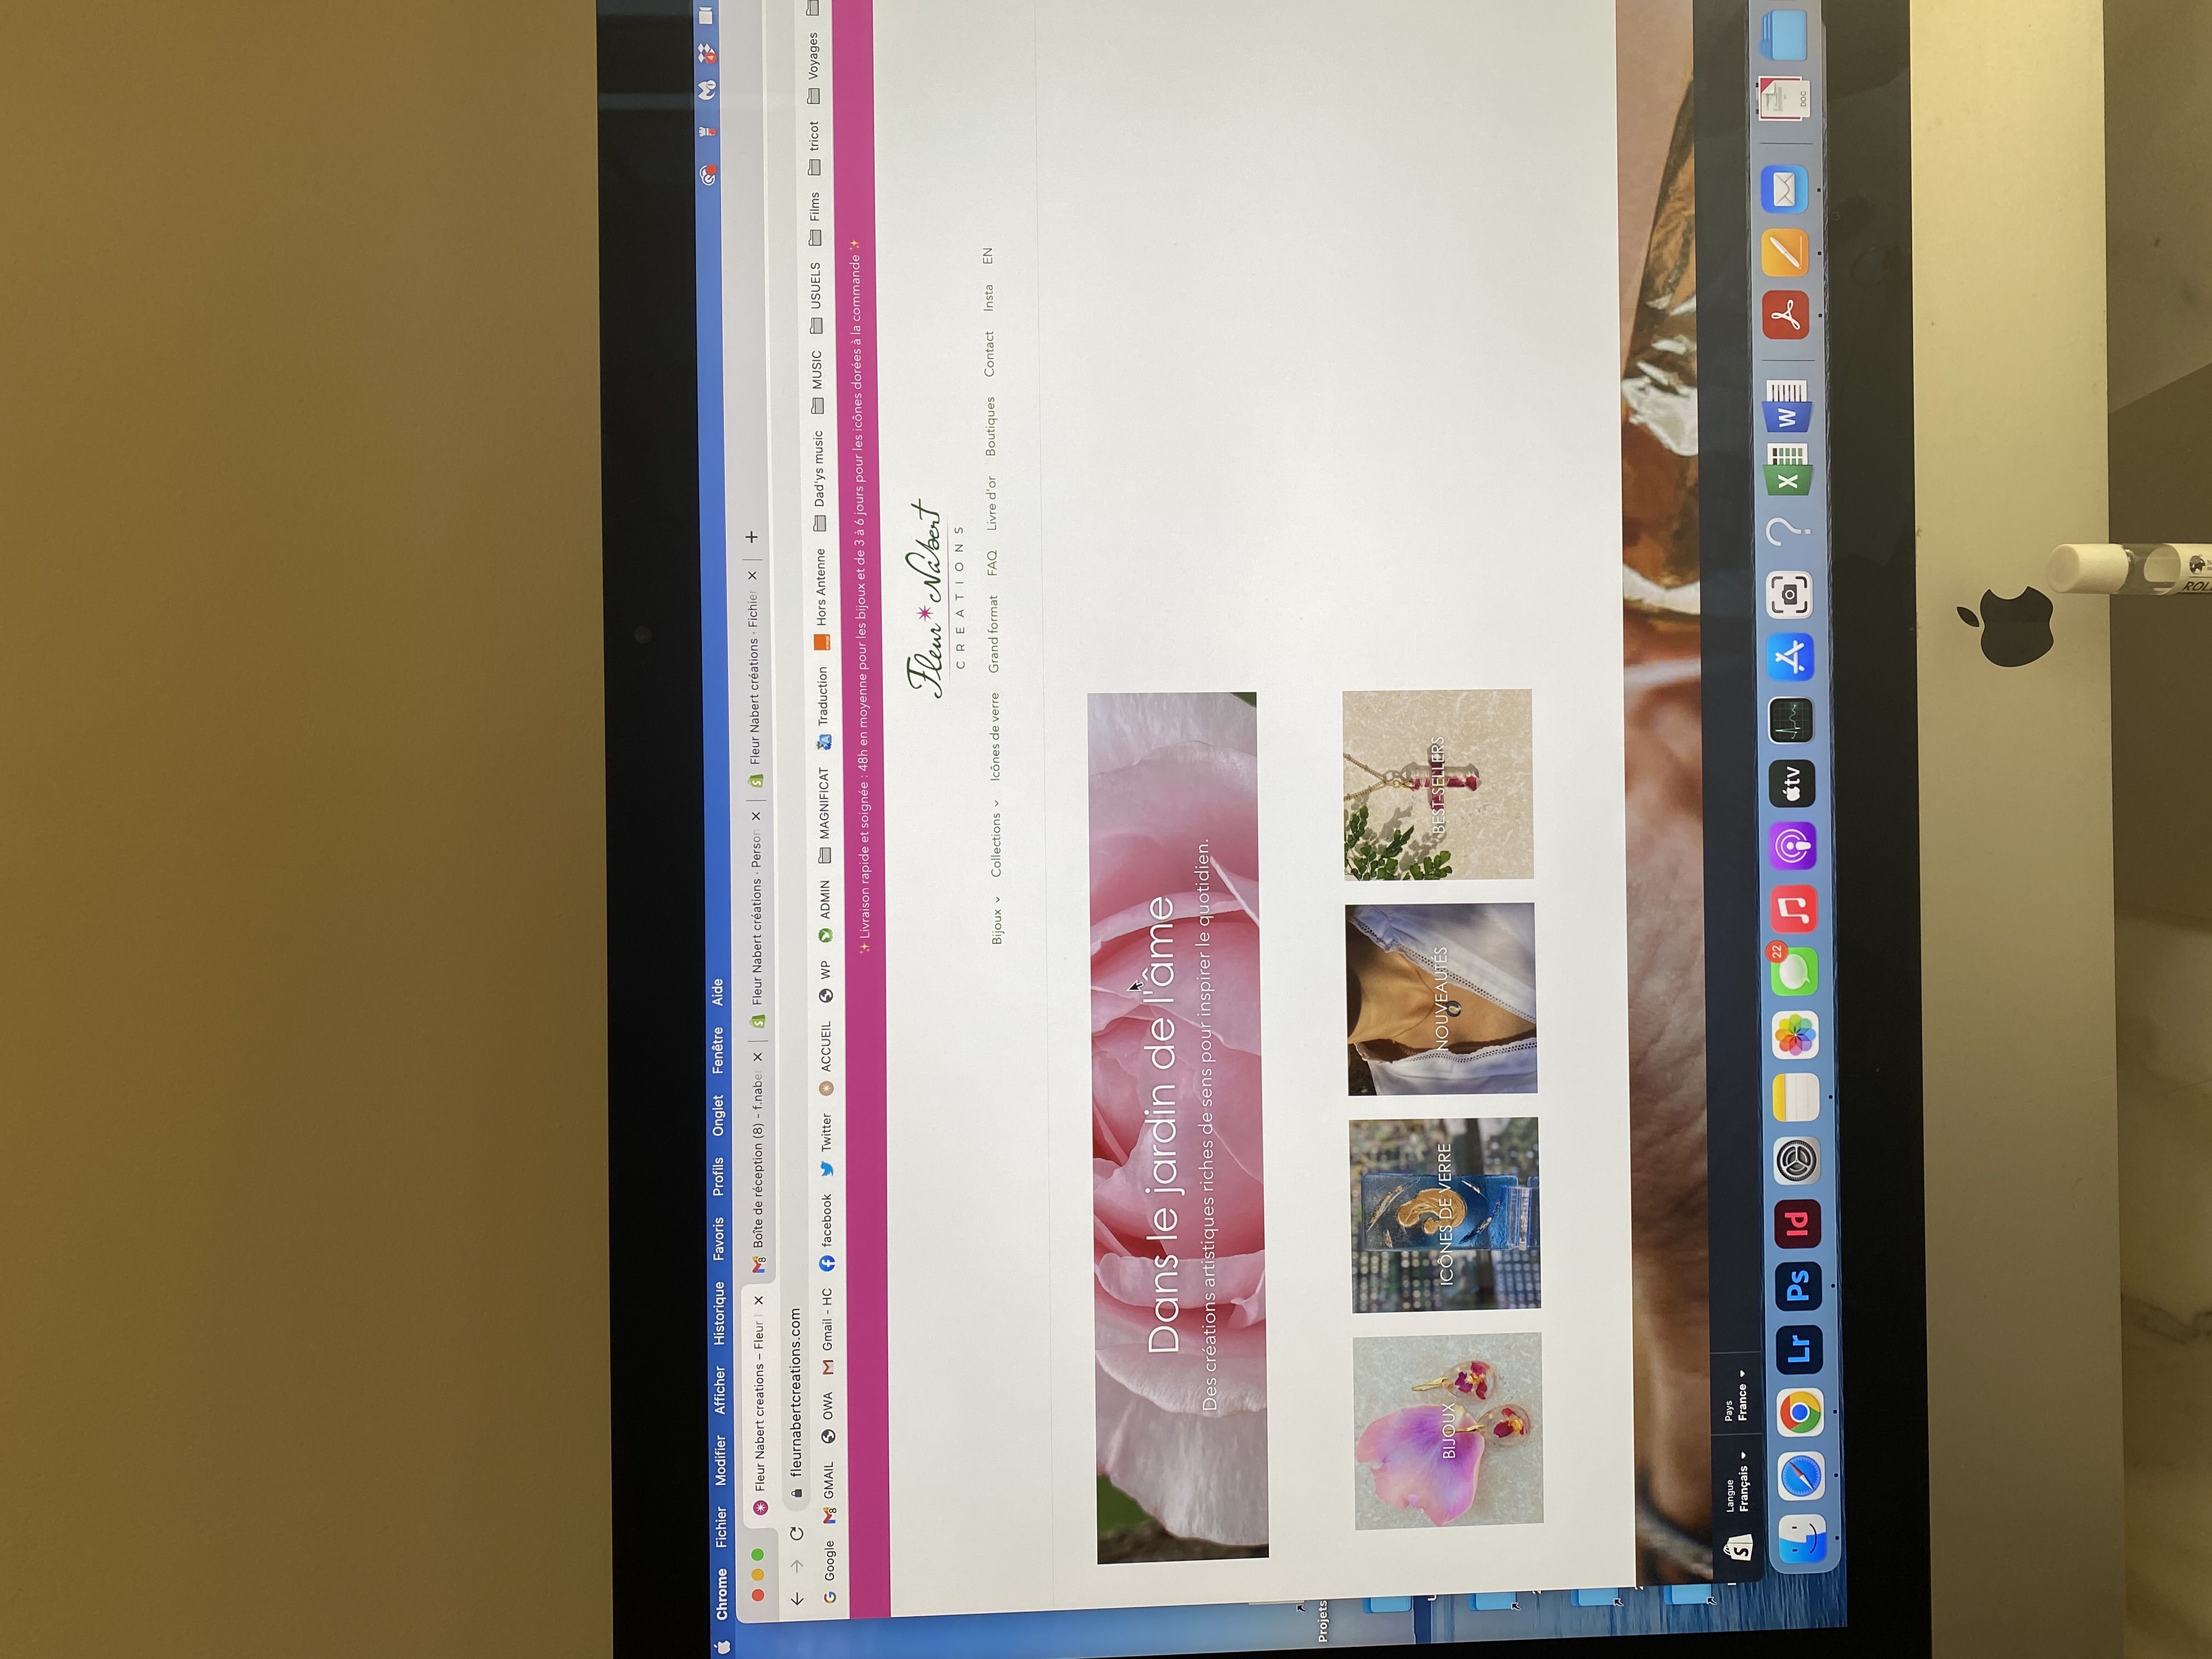 Chrome Fichier Modifier Afficher Historique Favoris Profils Onglet Fenêtre Aide
Fleur Nabert creations – Fleur Boîte de réception (8) - f.nabe Fleur Nabert créations · Person Fleur Nabert créations · Fichier
fleurnabertcreations.com
Google GMAIL OWA Gmail - HC facebook Twitter ACCUEIL WP ADMIN MAGNIFICAT Traduction Hors Antenne Dad'ys music MUSIC USUELS Films tricot Voyages
✨ Livraison rapide et soignée : 48h en moyenne pour les bijoux et de 3 à 6 jours pour les icônes dorées à la commande ✨
Fleur Nabert
CREATIONS
Bijoux Collections Icônes de verre Grand format FAQ Livre d'or Boutiques Contact Insta EN
Dans le jardin de l'âme
Des créations artistiques riches de sens pour inspirer le quotidien.
Projets
BIJOUX ICÔNES DE VERRE NOUVEAUTÉS BEST-SELLERS
Langue Pays
Français France
22
Lr Ps Id tv X W DOC